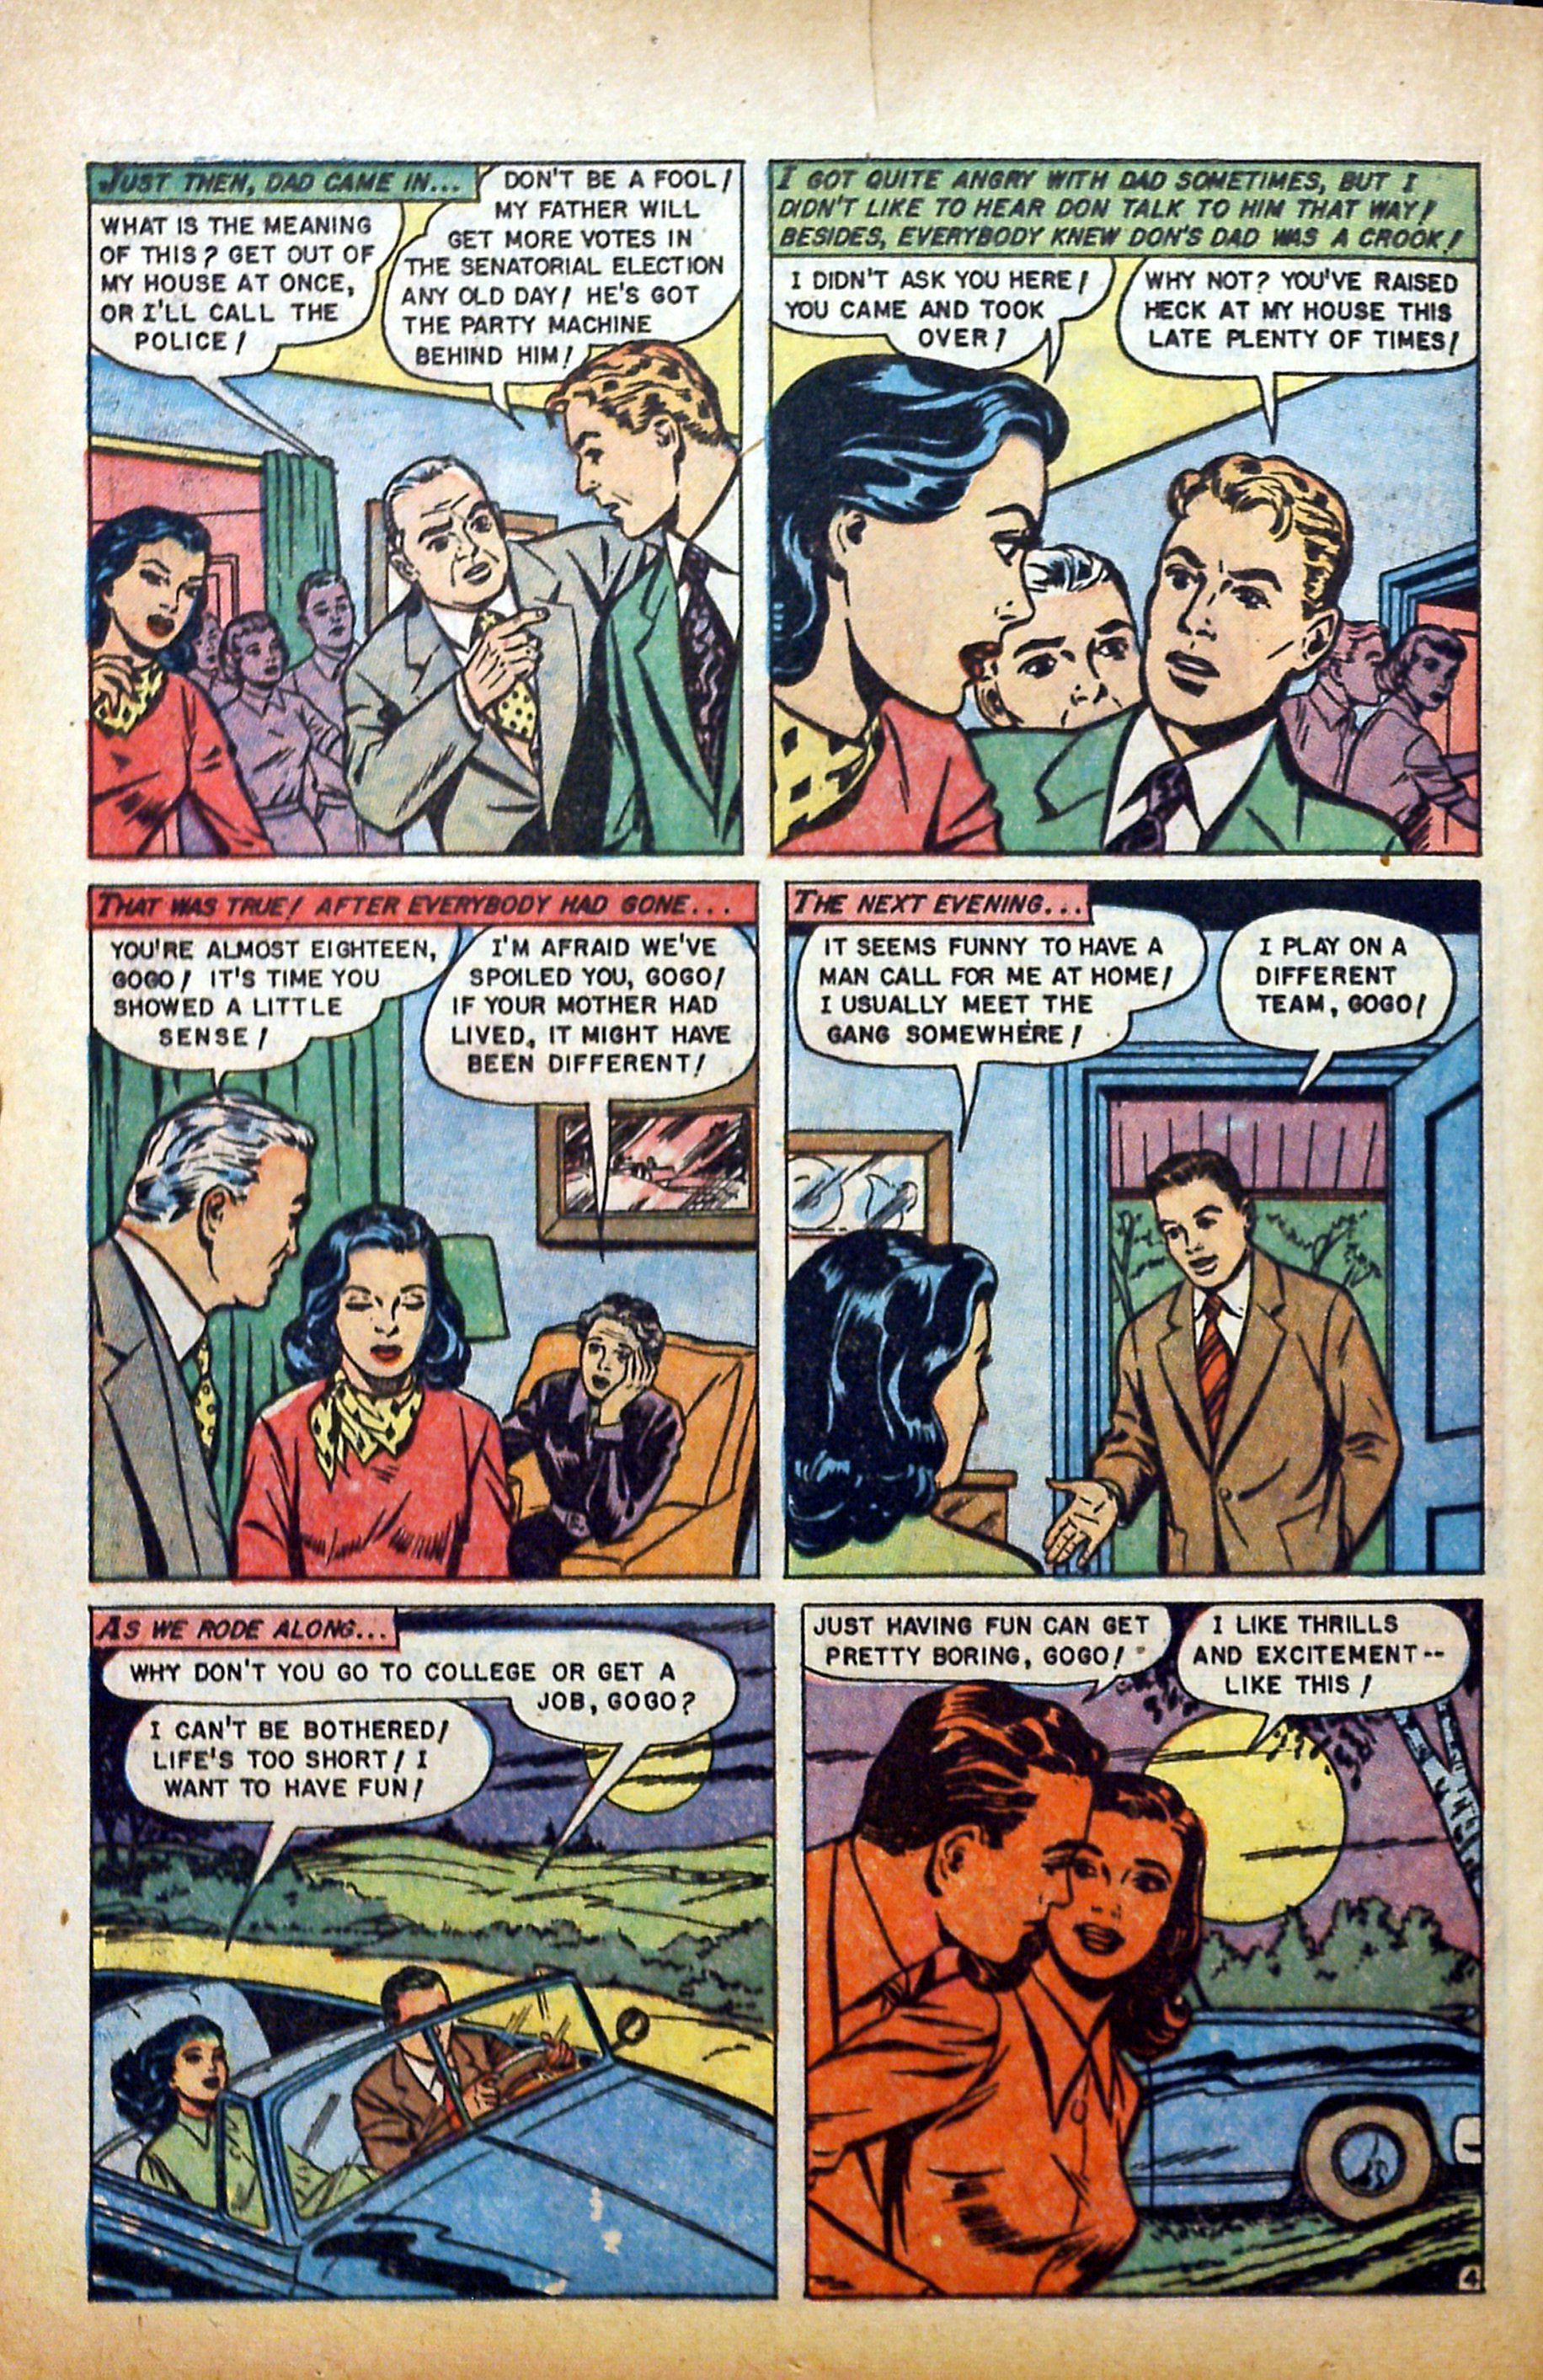 JUST THEN, DAD CAME IN...
WHAT IS THE MEANING
OF THIS? GET OUT OF
MY HOUSE AT ONCE,
OR I'LL CALL THE
POLICE!
DON'T BE A FOOL!
MY FATHER WILL
GET MORE VOTES IN
THE SENATORIAL ELECTION
ANY OLD DAY! HE'S GOT
THE PARTY MACHINE
BEHIND HIM!
I GOT QUITE ANGRY WITH DAD SOMETIMES, BUT I
DIDN'T LIKE TO HEAR DON TALK TO HIM THAT WAY!
BESIDES, EVERYBODY KNEW DON'S DAD WAS A CROOK!
I DIDN'T ASK YOU HERE!
YOU CAME AND TOOK
OVER!
WHY NOT? YOU'VE RAISED
HECK AT MY HOUSE THIS
LATE PLENTY OF TIMES!
THAT WAS TRUE! AFTER EVERYBODY HAD GONE...
YOU'RE ALMOST EIGHTEEN,
GOGO! IT'S TIME YOU
SHOWED A LITTLE
SENSE!
I'M AFRAID WE'VE
SPOILED YOU, GOGO!
IF YOUR MOTHER HAD
LIVED, IT MIGHT HAVE
BEEN DIFFERENT!
THE NEXT EVENING...
IT SEEMS FUNNY TO HAVE A
MAN CALL FOR ME AT HOME!
I USUALLY MEET THE
GANG SOMEWHERE!
I PLAY ON A
DIFFERENT
TEAM, GOGO!
AS WE RODE ALONG...
WHY DON'T YOU GO TO COLLEGE OR GET A
JOB, GOGO?
I CAN'T BE BOTHERED!
LIFE'S TOO SHORT! I
WANT TO HAVE FUN!
JUST HAVING FUN CAN GET
PRETTY BORING, GOGO!
I LIKE THRILLS
AND EXCITEMENT--
LIKE THIS!
4